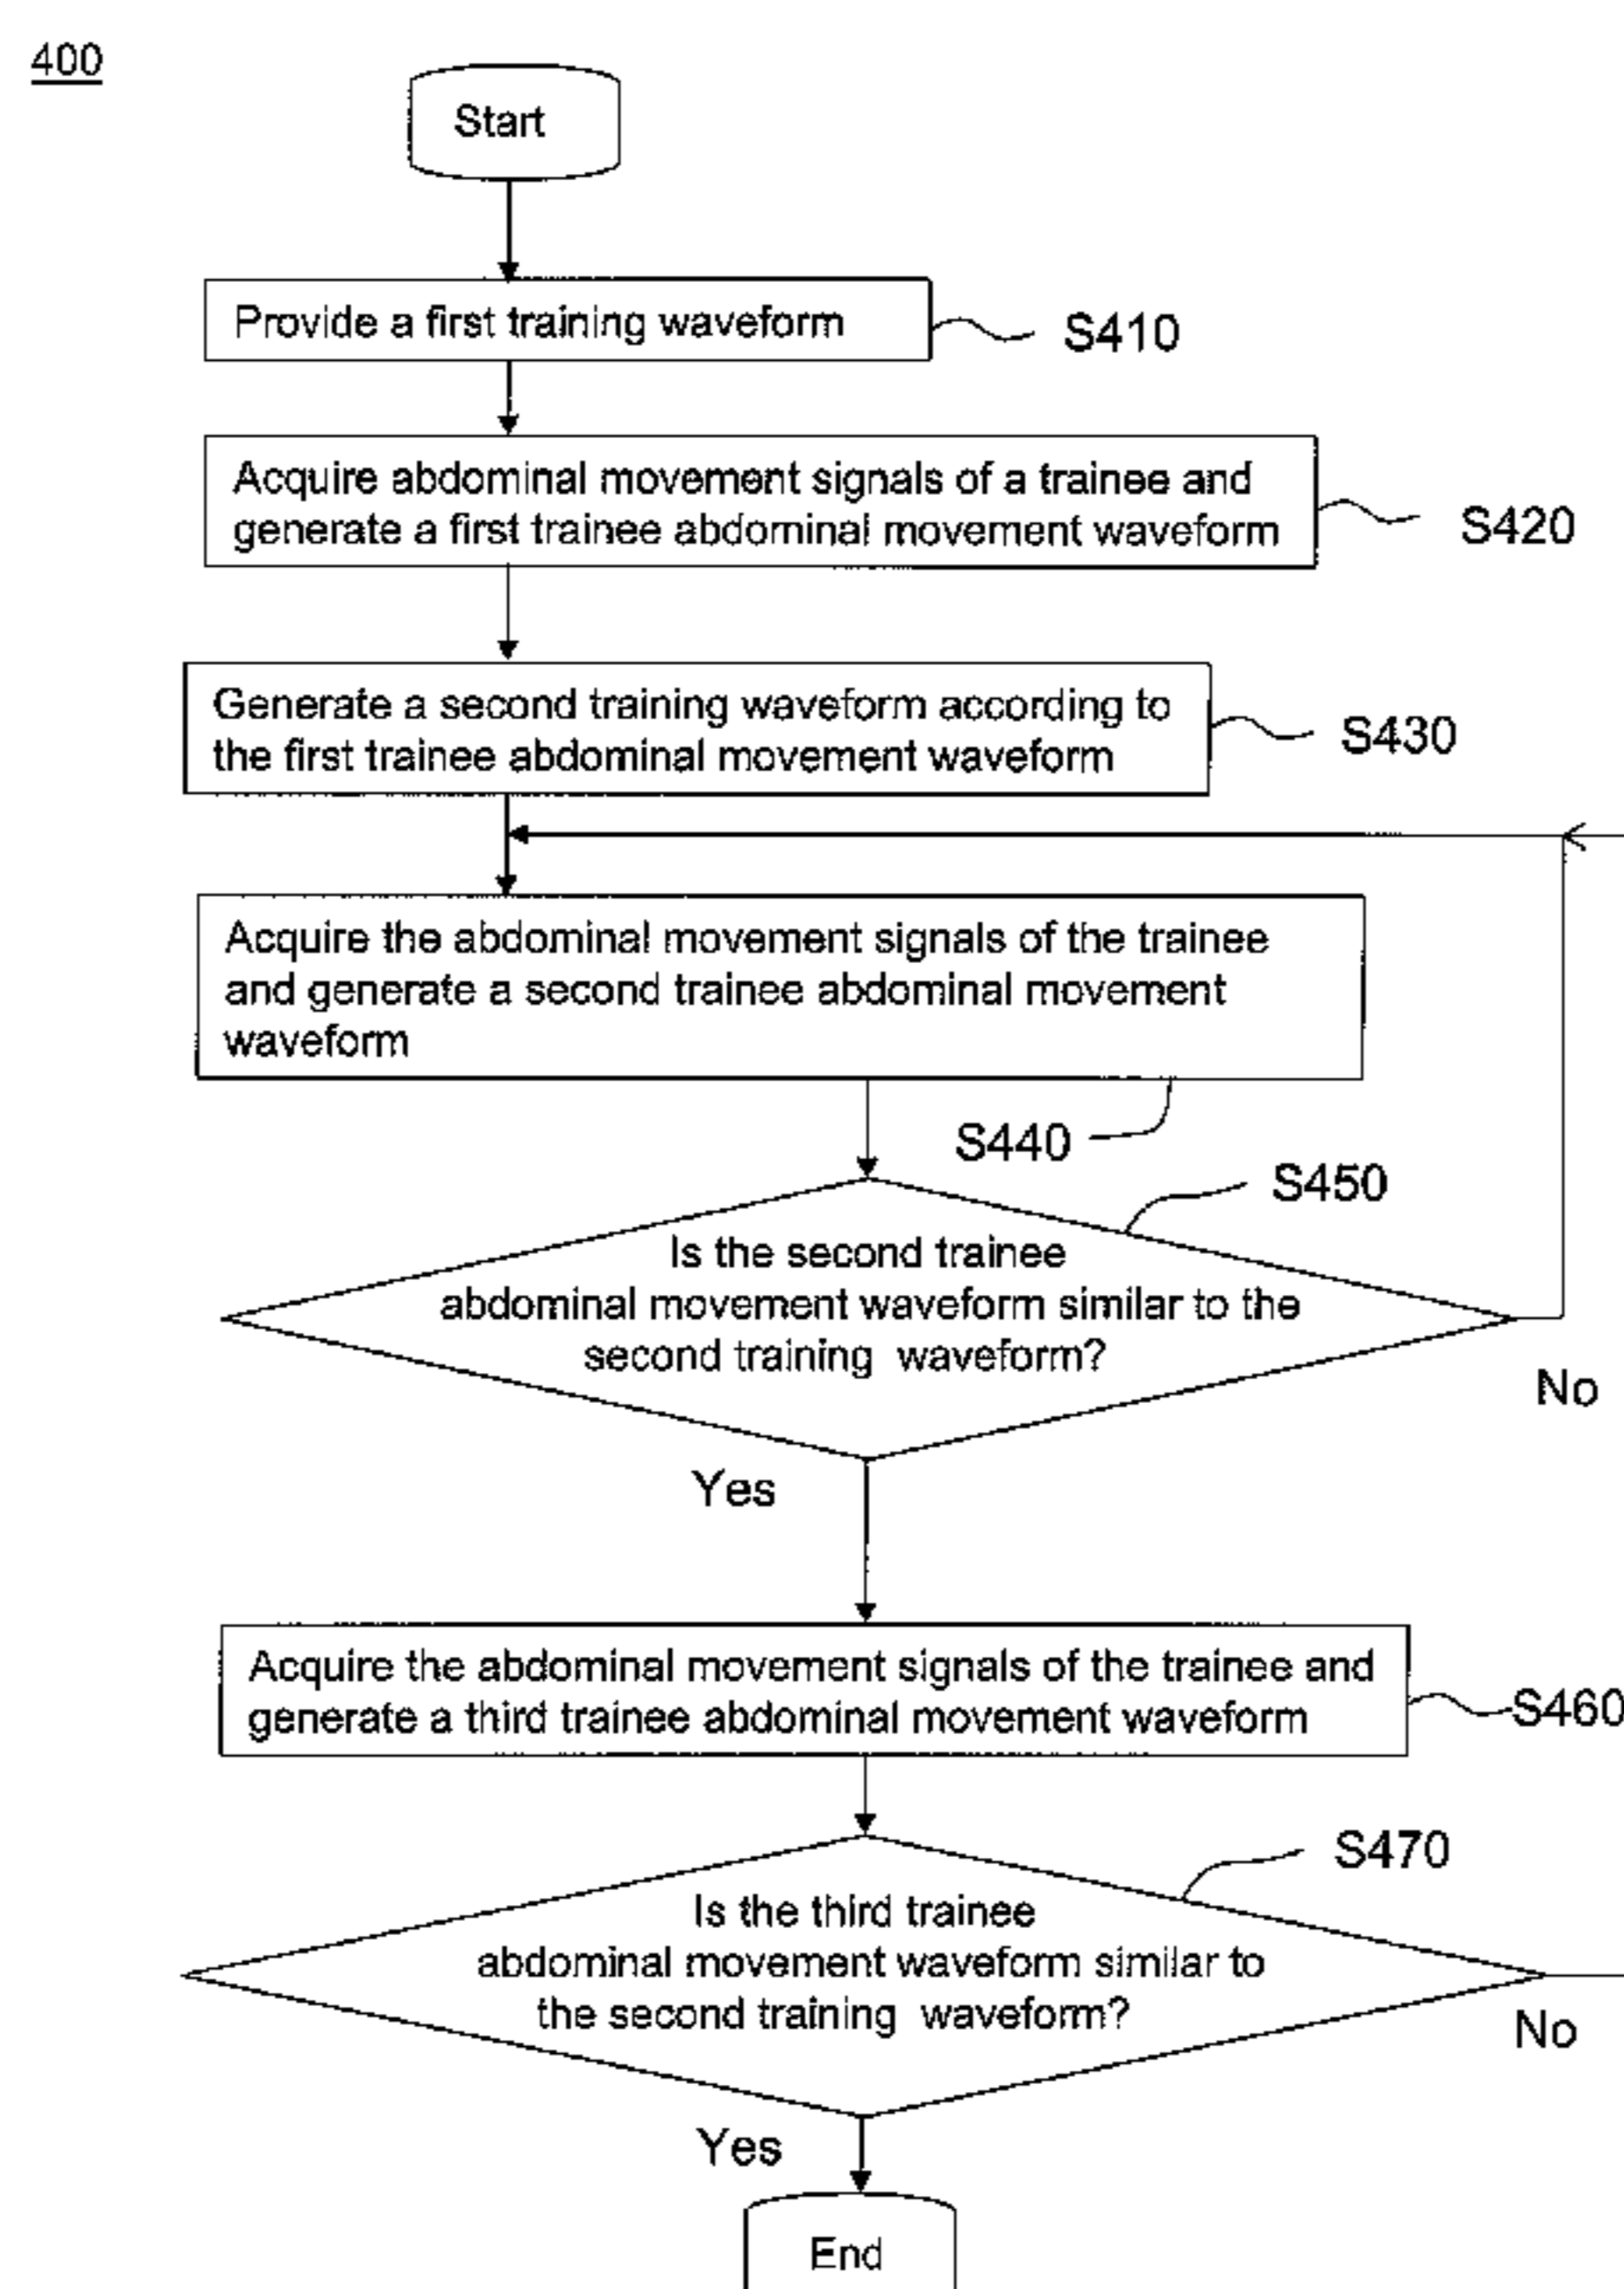 400
Start
Provide a first training waveform
S410
Acquire abdominal movement signals of a trainee and
generate a first trainee abdominal movement waveform
S420
Generate a second training waveform according to
the first trainee abdominal movement waveform
S430
Acquire the abdominal movement signals of the trainee
and generate a second trainee abdominal movement
waveform
S440
S450
Is the second trainee
abdominal movement waveform similar to the
second training waveform?
No
Yes
Acquire the abdominal movement signals of the trainee and
generate a third trainee abdominal movement waveform
S460
S470
Is the third trainee
abdominal movement waveform similar to
the second training waveform?
No
Yes
End